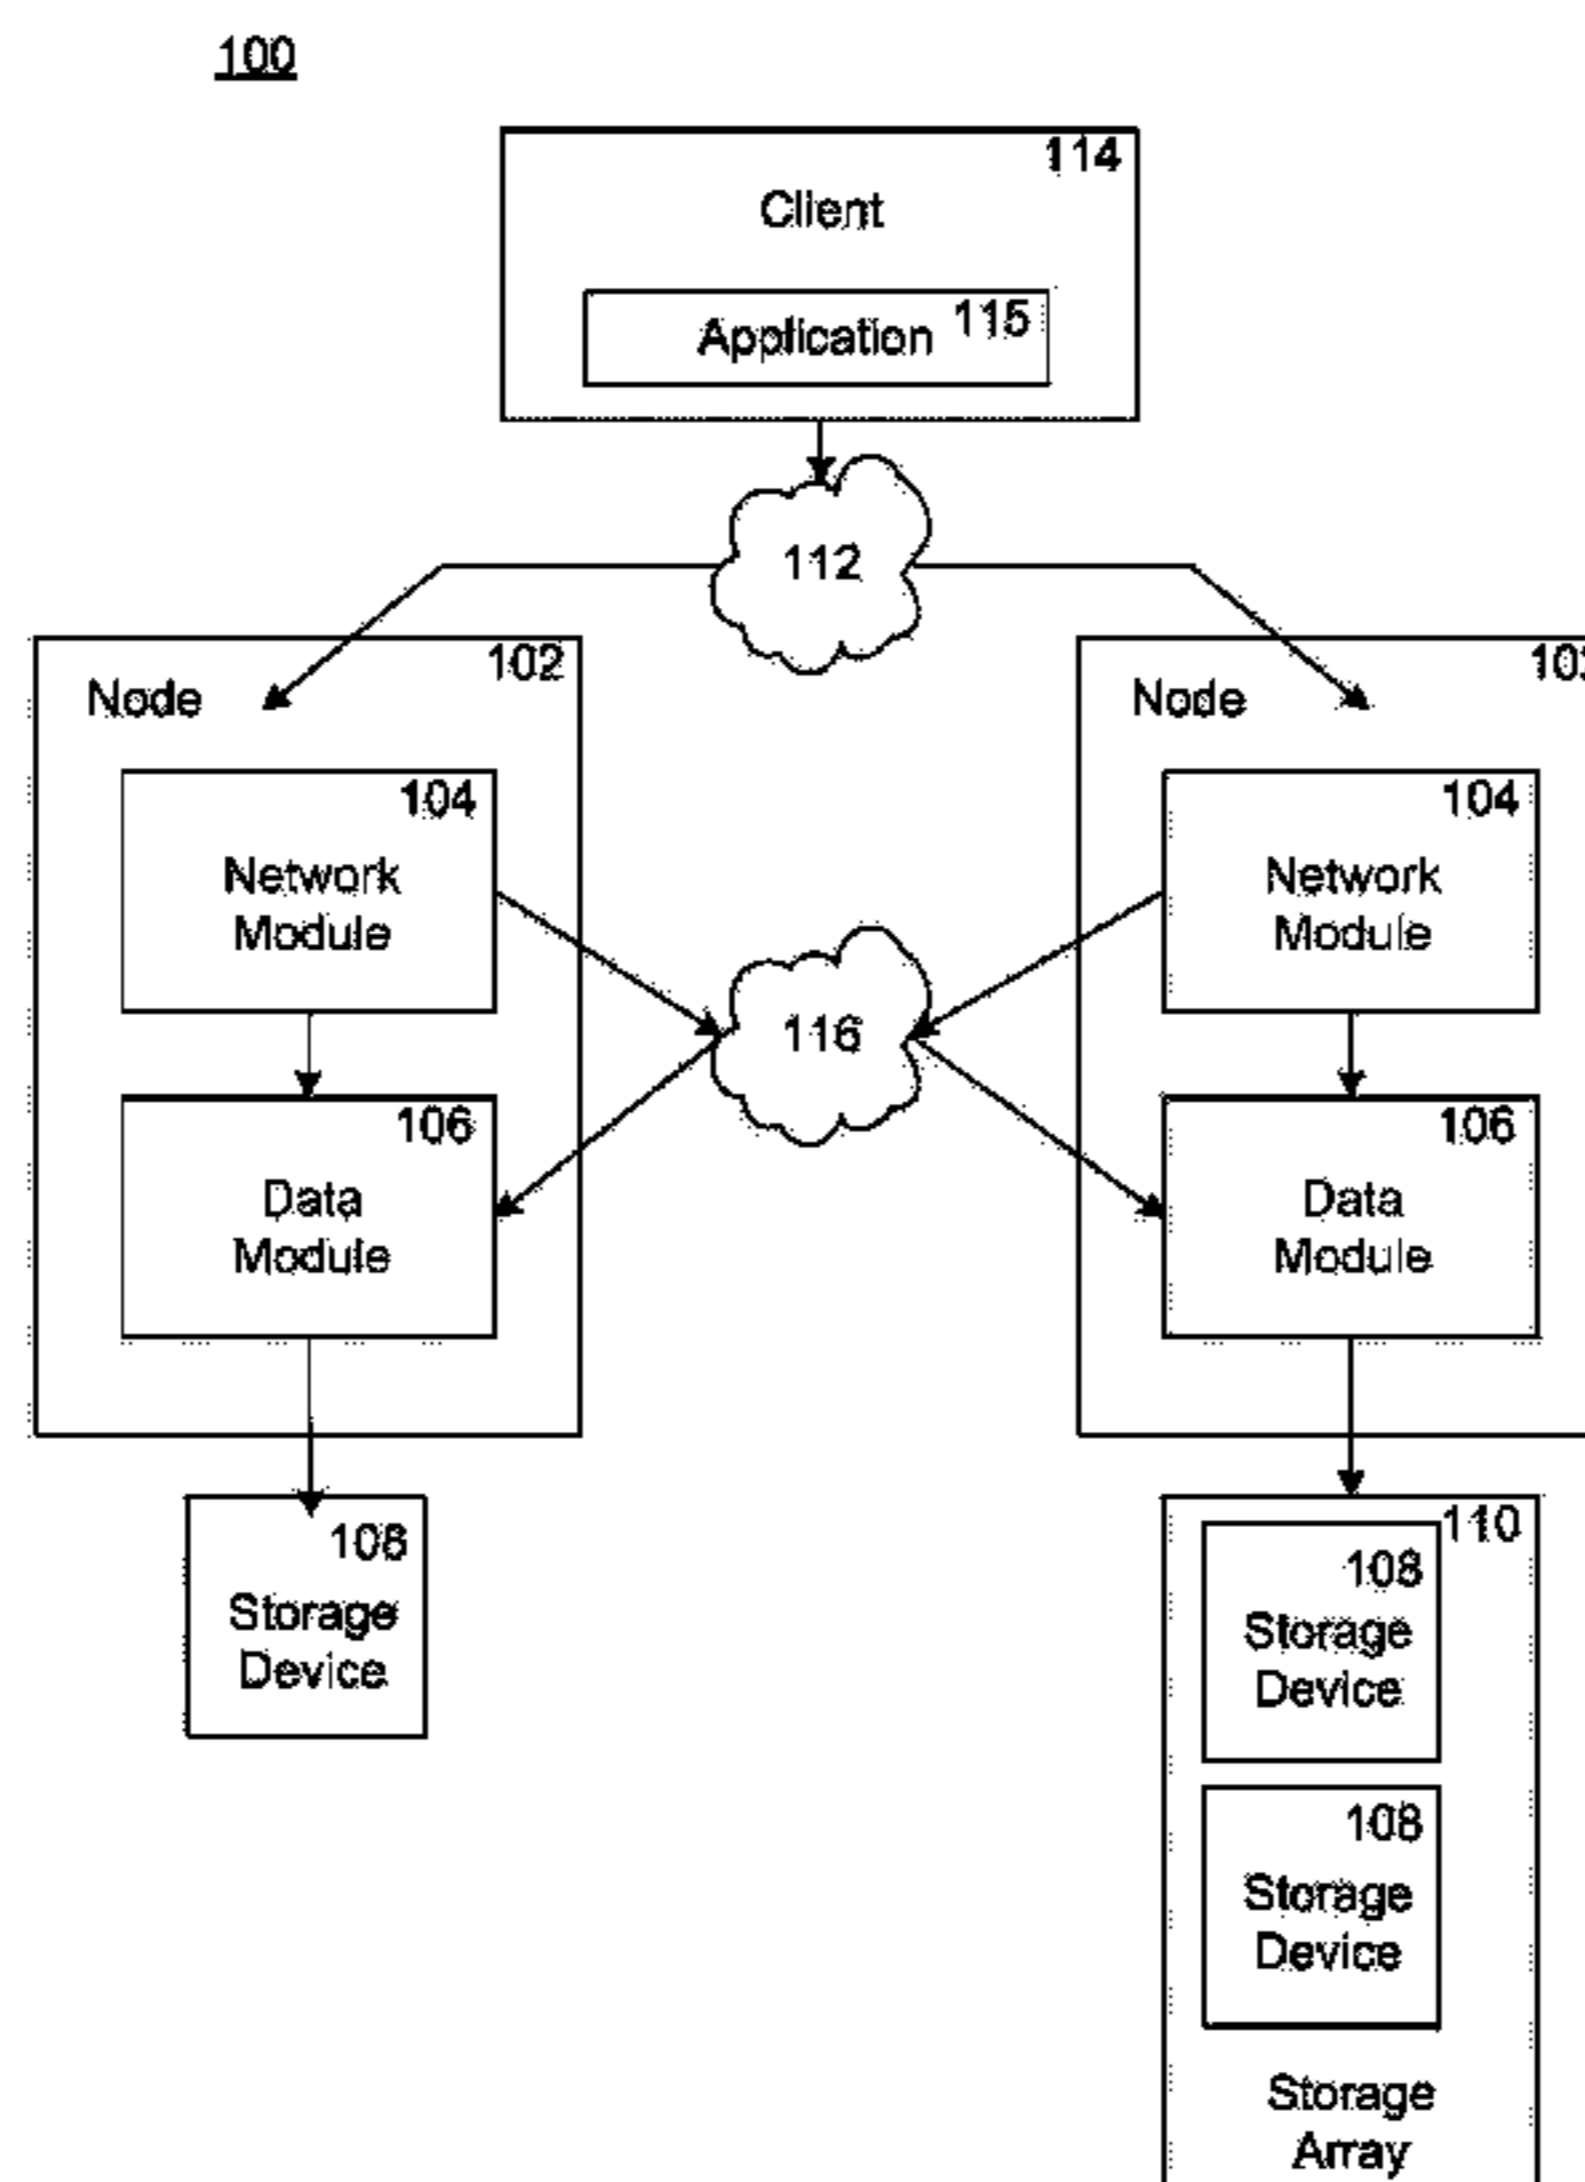 100
114
Client
Application 115
112
102
Node
Node
104
Network
Module
104
Network
Module
116
106
Data
Module
106
Data
Module
108
Storage
Device
110
108
Storage
Device
108
Storage
Device
Storage
Array